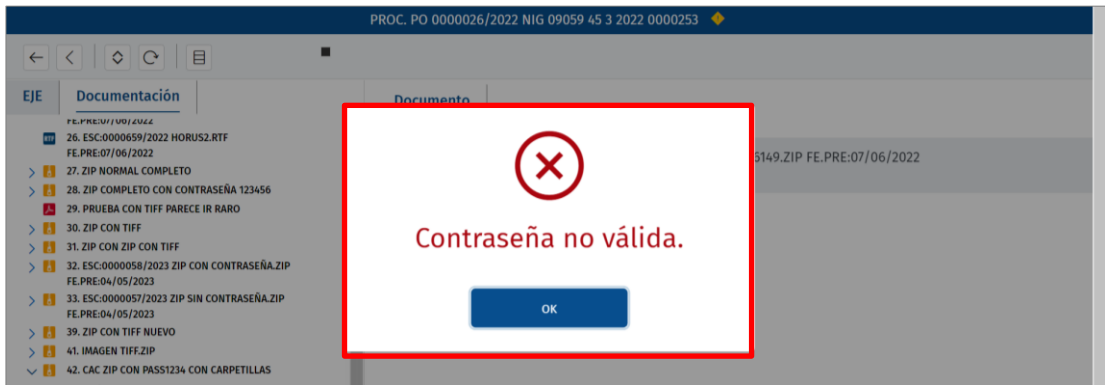 PROC. PO 0000026/2022 NIG 09059 45 3 2022 0000253
EJE
Documentación
FE.PRE:07/06/2022
26. ESC:0000659/2022 HORUS2.RTF
FE.PRE:07/06/2022
27. ZIP NORMAL COMPLETO
28. ZIP COMPLETO CON CONTRASEÑA 123456
29. PRUEBA CON TIFF PARECE IR RARO
30. ZIP CON TIFF
31. ZIP CON ZIP CON TIFF
32. ESC:0000058/2023 ZIP CON CONTRASEÑA.ZIP
FE.PRE:04/05/2023
33. ESC:0000057/2023 ZIP SIN CONTRASEÑA.ZIP
FE.PRE:04/05/2023
39. ZIP CON TIFF NUEVO
41. IMAGEN TIFF.ZIP
42. CAC ZIP CON PASS1234 CON CARPETILLAS
Documento
6149.ZIP FE.PRE:07/06/2022
Contraseña no válida.
OK